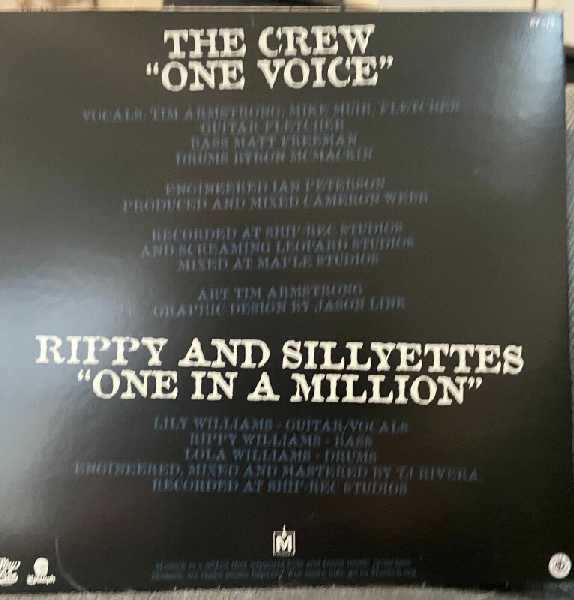 THE CREW
"ONE VOICE"
VOCALS: TIM ARMSTRONG, MIKE MUIR, FLETCHER
GUITAR FLETCHER
BASS MATT FREEMAN
DRUMS BYRON MCMACKIN
ENGINEERED IAN PETERSON
PRODUCED AND MIXED CAMERON WEBB
RECORDED AT SHIP-REC STUDIOS
AND SCREAMING LEOPARD STUDIOS
MIXED AT MAPLE STUDIOS
ART TIM ARMSTRONG
GRAPHIC DESIGN BY JASON LINK
RIPPY AND SILLYETTES
"ONE IN A MILLION"
LILY WILLIAMS - GUITAR/VOCALS
RIPPY WILLIAMS - BASS
LOLA WILLIAMS - DRUMS
ENGINEERED, MIXED AND MASTERED BY TJ RIVERA
RECORDED AT SHIP-REC STUDIOS
M